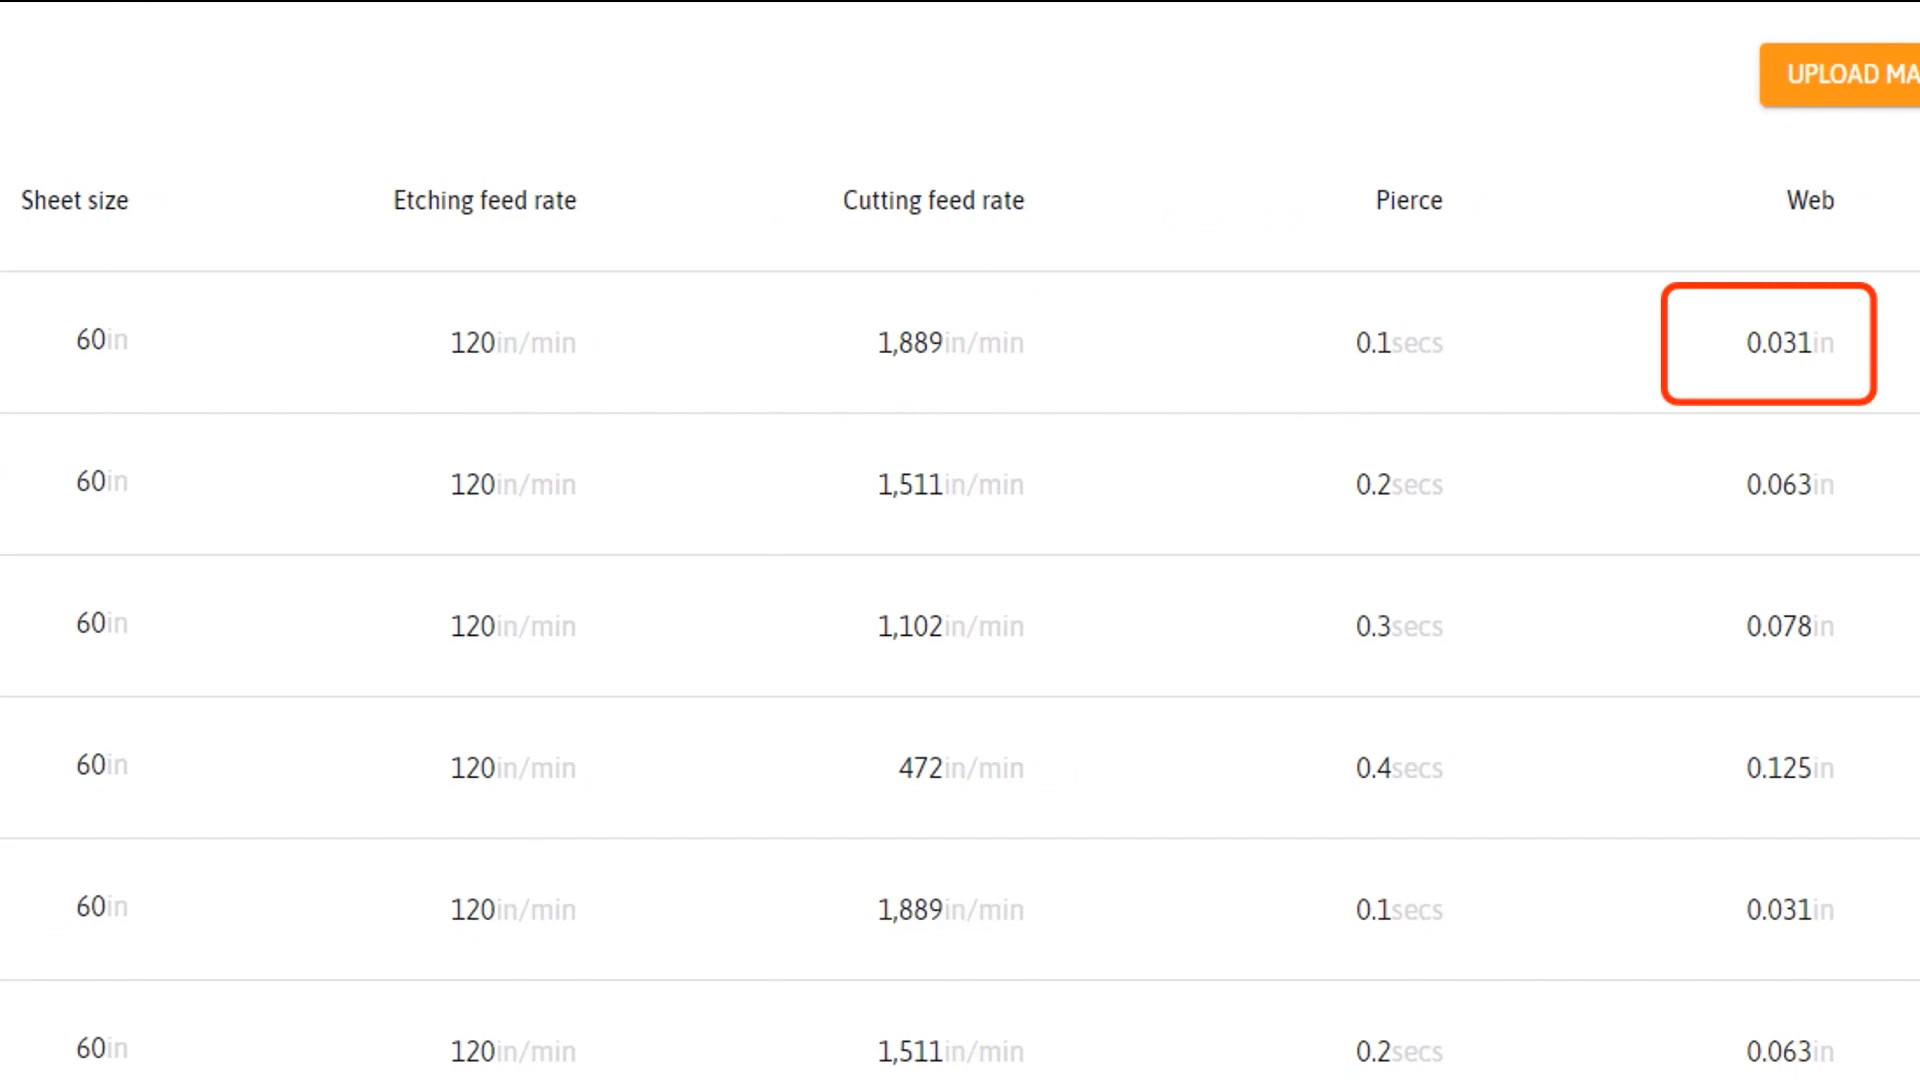 UPLOAD MA
Sheet size Etching feed rate Cutting feed rate Pierce Web
60in 120in/min 1,889in/min 0.1secs 0.031in
60in 120in/min 1,511in/min 0.2secs 0.063in
60in 120in/min 1,102in/min 0.3secs 0.078in
60in 120in/min 472in/min 0.4secs 0.125in
60in 120in/min 1,889in/min 0.1secs 0.031in
60in 120in/min 1,511in/min 0.2secs 0.063in